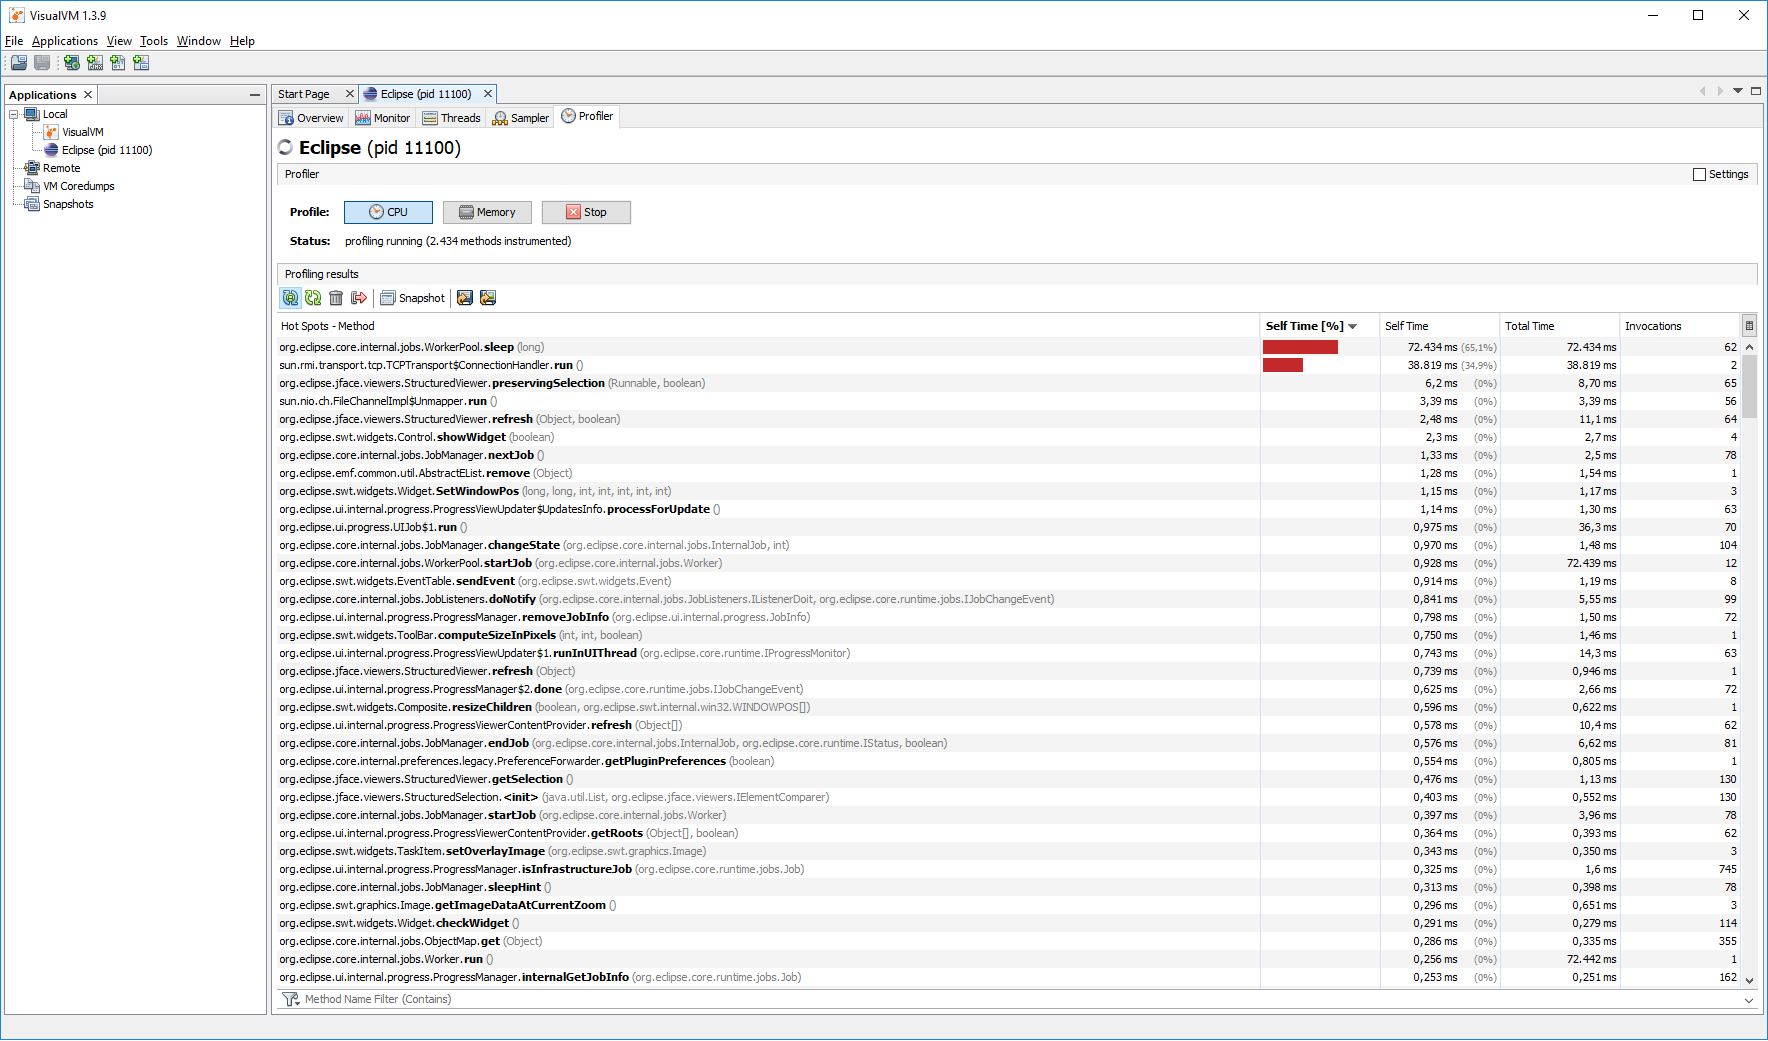 VisualVM 1.3.9
File Applications View Tools Window Help
Applications
Local
VisualVM
Eclipse (pid 11100)
Remote
VM Coredumps
Snapshots
Start Page Eclipse (pid 11100)
Overview Monitor Threads Sampler Profiler
Eclipse (pid 11100)
Profiler Settings
Profile: CPU Memory Stop
Status: profiling running (2.434 methods instrumented)
Profiling results
Snapshot
Hot Spots - Method Self Time [%] Self Time Total Time Invocations
org.eclipse.core.internal.jobs.WorkerPool.sleep (long) 72.434 ms (65,1%) 72.434 ms 62
sun.rmi.transport.tcp.TCPTransport$ConnectionHandler.run () 38.819 ms (34,9%) 38.819 ms 2
org.eclipse.jface.viewers.StructuredViewer.preservingSelection (Runnable, boolean) 6,2 ms (0%) 8,70 ms 65
sun.nio.ch.FileChannelImpl$Unmapper.run () 3,39 ms (0%) 3,39 ms 56
org.eclipse.jface.viewers.StructuredViewer.refresh (Object, boolean) 2,48 ms (0%) 11,1 ms 64
org.eclipse.swt.widgets.Control.showWidget (boolean) 2,3 ms (0%) 2,7 ms 4
org.eclipse.core.internal.jobs.JobManager.nextJob () 1,33 ms (0%) 2,5 ms 78
org.eclipse.emf.common.util.AbstractEList.remove (Object) 1,28 ms (0%) 1,54 ms 1
org.eclipse.swt.widgets.Widget.SetWindowPos (long, long, int, int, int, int, int) 1,15 ms (0%) 1,17 ms 3
org.eclipse.ui.internal.progress.ProgressViewUpdater$UpdatesInfo.processForUpdate () 1,14 ms (0%) 1,30 ms 63
org.eclipse.ui.progress.UIJob$1.run () 0,975 ms (0%) 36,3 ms 70
org.eclipse.core.internal.jobs.JobManager.changeState (org.eclipse.core.internal.jobs.InternalJob, int) 0,970 ms (0%) 1,48 ms 104
org.eclipse.core.internal.jobs.WorkerPool.startJob (org.eclipse.core.internal.jobs.Worker) 0,928 ms (0%) 72.439 ms 12
org.eclipse.swt.widgets.EventTable.sendEvent (org.eclipse.swt.widgets.Event) 0,914 ms (0%) 1,19 ms 8
org.eclipse.core.internal.jobs.JobListeners.doNotify (org.eclipse.core.internal.jobs.JobListeners.IListenerDoit, org.eclipse.core.runtime.jobs.IJobChangeEvent) 0,841 ms (0%) 5,55 ms 99
org.eclipse.ui.internal.progress.ProgressManager.removeJobInfo (org.eclipse.ui.internal.progress.JobInfo) 0,798 ms (0%) 1,50 ms 72
org.eclipse.swt.widgets.ToolBar.computeSizeInPixels (int, int, boolean) 0,750 ms (0%) 1,46 ms 1
org.eclipse.ui.internal.progress.ProgressViewUpdater$1.runInUIThread (org.eclipse.core.runtime.IProgressMonitor) 0,743 ms (0%) 14,3 ms 63
org.eclipse.jface.viewers.StructuredViewer.refresh (Object) 0,739 ms (0%) 0,946 ms 1
org.eclipse.ui.internal.progress.ProgressManager$2.done (org.eclipse.core.runtime.jobs.IJobChangeEvent) 0,625 ms (0%) 2,66 ms 72
org.eclipse.swt.widgets.Composite.resizeChildren (boolean, org.eclipse.swt.internal.win32.WINDOWPOS[]) 0,596 ms (0%) 0,622 ms 1
org.eclipse.ui.internal.progress.ProgressViewerContentProvider.refresh (Object[]) 0,578 ms (0%) 10,4 ms 62
org.eclipse.core.internal.jobs.JobManager.endJob (org.eclipse.core.internal.jobs.InternalJob, org.eclipse.core.runtime.IStatus, boolean) 0,576 ms (0%) 6,62 ms 81
org.eclipse.core.internal.preferences.legacy.PreferenceForwarder.getPluginPreferences (boolean) 0,554 ms (0%) 0,805 ms 1
org.eclipse.jface.viewers.StructuredViewer.getSelection () 0,476 ms (0%) 1,13 ms 130
org.eclipse.jface.viewers.StructuredSelection.<init> (java.util.List, org.eclipse.jface.viewers.IElementComparer) 0,403 ms (0%) 0,552 ms 130
org.eclipse.core.internal.jobs.JobManager.startJob (org.eclipse.core.internal.jobs.Worker) 0,397 ms (0%) 3,96 ms 78
org.eclipse.ui.internal.progress.ProgressViewerContentProvider.getRoots (Object[], boolean) 0,364 ms (0%) 0,393 ms 62
org.eclipse.swt.widgets.TaskItem.setOverlayImage (org.eclipse.swt.graphics.Image) 0,343 ms (0%) 0,350 ms 3
org.eclipse.ui.internal.progress.ProgressManager.isInfrastructureJob (org.eclipse.core.runtime.jobs.Job) 0,325 ms (0%) 1,6 ms 745
org.eclipse.core.internal.jobs.JobManager.sleepHint () 0,313 ms (0%) 0,398 ms 78
org.eclipse.swt.graphics.Image.getImageDataAtCurrentZoom () 0,296 ms (0%) 0,651 ms 3
org.eclipse.swt.widgets.Widget.checkWidget () 0,291 ms (0%) 0,279 ms 114
org.eclipse.core.internal.jobs.ObjectMap.get (Object) 0,286 ms (0%) 0,335 ms 355
org.eclipse.core.internal.jobs.Worker.run () 0,256 ms (0%) 72.442 ms 1
org.eclipse.ui.internal.progress.ProgressManager.internalGetJobInfo (org.eclipse.core.runtime.jobs.Job) 0,253 ms (0%) 0,251 ms 162
Method Name Filter (Contains)